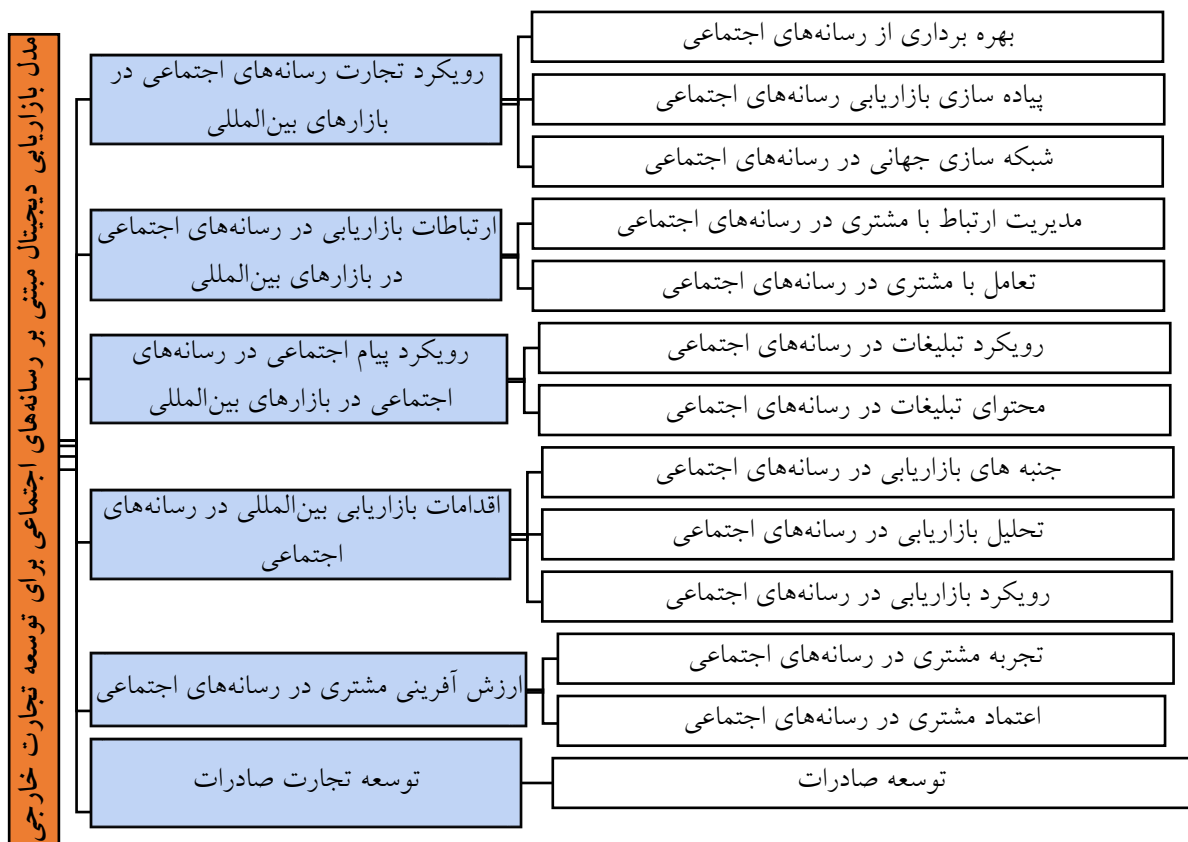 مدل بازاریابی دیجیتال مبتنی بر رسانه‌های اجتماعی برای توسعه تجارت خارجی
رویکرد تجارت رسانه‌های اجتماعی در
بازارهای بین‌المللی
بهره برداری از رسانه‌های اجتماعی
پیاده سازی بازاریابی رسانه‌های اجتماعی
شبکه سازی جهانی در رسانه‌های اجتماعی
ارتباطات بازاریابی در رسانه‌های اجتماعی
در بازارهای بین‌المللی
مدیریت ارتباط با مشتری در رسانه‌های اجتماعی
تعامل با مشتری در رسانه‌های اجتماعی
رویکرد پیام اجتماعی در رسانه‌های
اجتماعی در بازارهای بین‌المللی
رویکرد تبلیغات در رسانه‌های اجتماعی
محتوای تبلیغات در رسانه‌های اجتماعی
اقدامات بازاریابی بین‌المللی در رسانه‌های
اجتماعی
جنبه های بازاریابی در رسانه‌های اجتماعی
تحلیل بازاریابی در رسانه‌های اجتماعی
رویکرد بازاریابی در رسانه‌های اجتماعی
ارزش آفرینی مشتری در رسانه‌های اجتماعی
تجربه مشتری در رسانه‌های اجتماعی
اعتماد مشتری در رسانه‌های اجتماعی
توسعه تجارت صادرات
توسعه صادرات